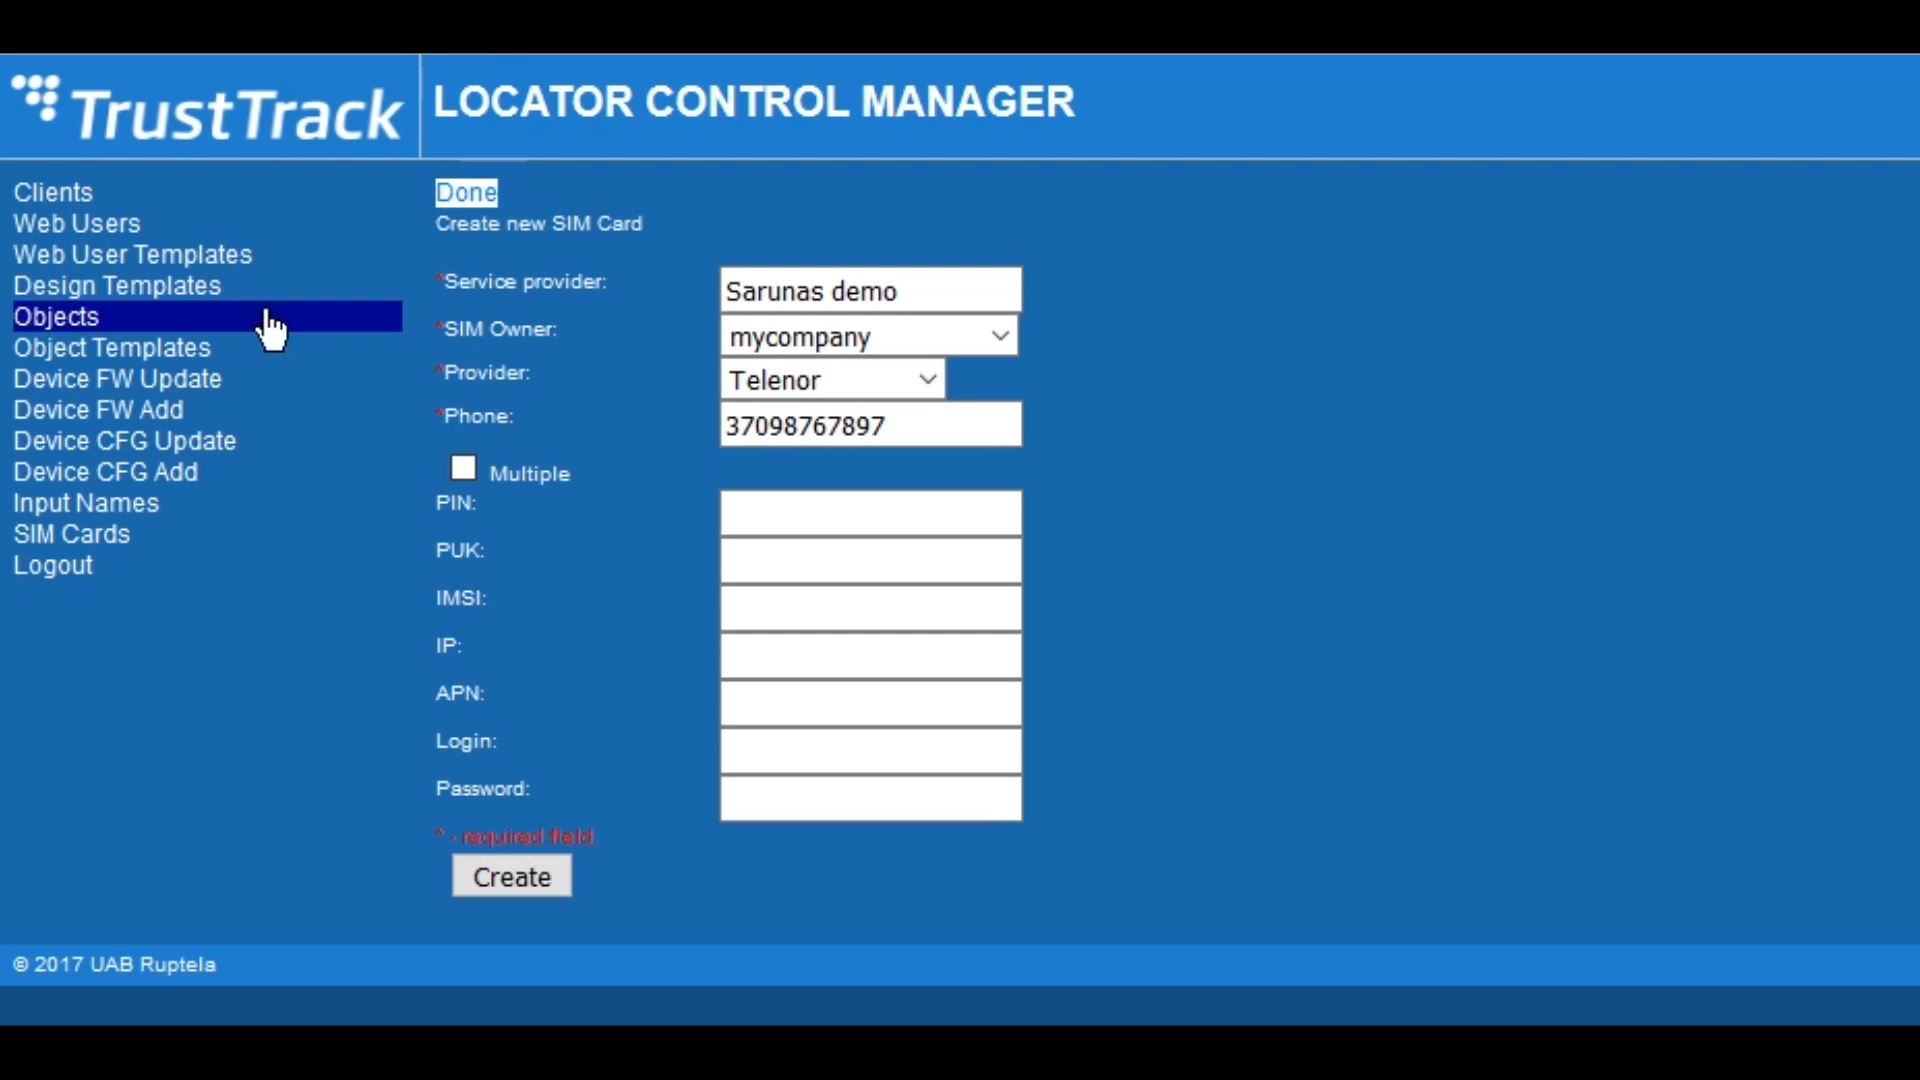 TrustTrack
LOCATOR CONTROL MANAGER
Clients
Web Users
Web User Templates
Design Templates
Objects
Object Templates
Device FW Update
Device FW Add
Device CFG Update
Device CFG Add
Input Names
SIM Cards
Logout
Done
Create new SIM Card
*Service provider: Sarunas demo
*SIM Owner: mycompany
*Provider: Telenor
*Phone: 37098767897
Multiple
PIN:
PUK:
IMSI:
IP:
APN:
Login:
Password:
* - required field
Create
© 2017 UAB Ruptela